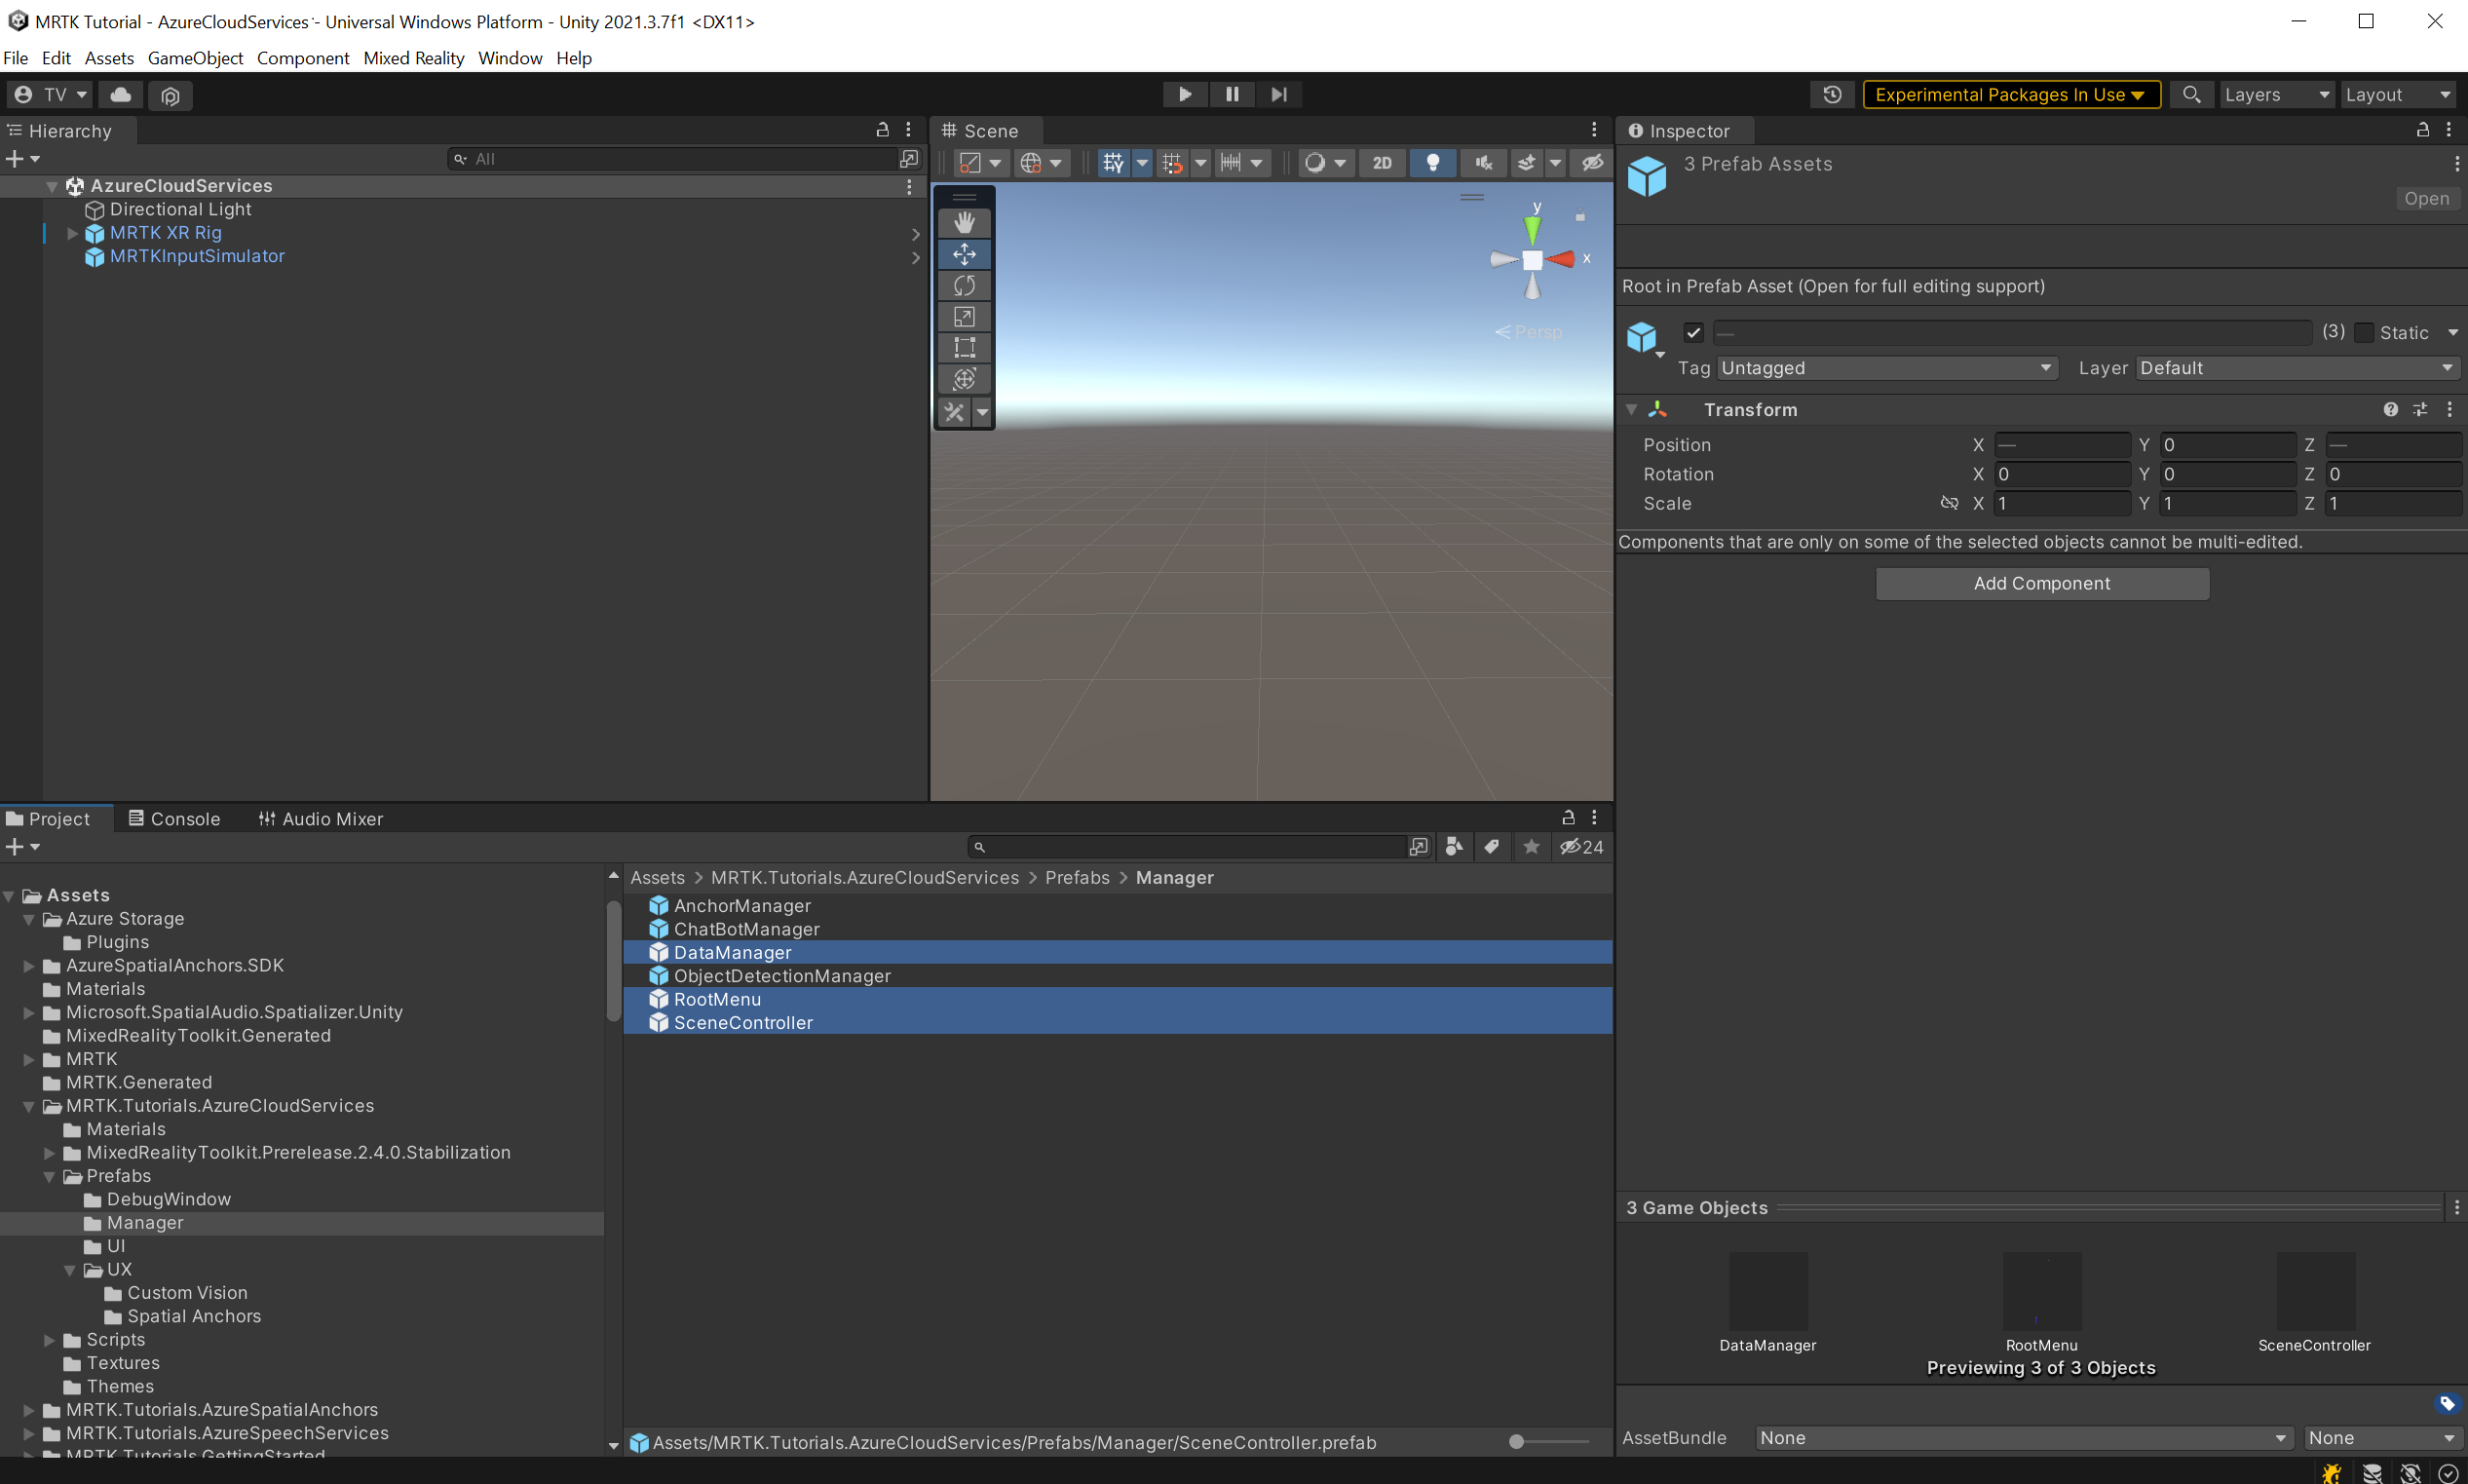 MRTK Tutorial - AzureCloudServices - Universal Windows Platform - Unity 2021.3.7f1 <DX11>
File Edit Assets GameObject Component Mixed Reality Window Help
TV
Experimental Packages In Use
Layers
Layout
Hierarchy
All
AzureCloudServices
Directional Light
MRTK XR Rig
MRTKInputSimulator
Scene
2D
y
x
Persp
Inspector
3 Prefab Assets
Open
Root in Prefab Asset (Open for full editing support)
— (3) Static
Tag Untagged Layer Default
Transform
Position X — Y 0 Z —
Rotation X 0 Y 0 Z 0
Scale X 1 Y 1 Z 1
Components that are only on some of the selected objects cannot be multi-edited.
Add Component
Project Console Audio Mixer
24
Assets
Azure Storage
Plugins
AzureSpatialAnchors.SDK
Materials
Microsoft.SpatialAudio.Spatializer.Unity
MixedRealityToolkit.Generated
MRTK
MRTK.Generated
MRTK.Tutorials.AzureCloudServices
Materials
MixedRealityToolkit.Prerelease.2.4.0.Stabilization
Prefabs
DebugWindow
Manager
UI
UX
Custom Vision
Spatial Anchors
Scripts
Textures
Themes
MRTK.Tutorials.AzureSpatialAnchors
MRTK.Tutorials.AzureSpeechServices
MRTK.Tutorials.GettingStarted
Assets > MRTK.Tutorials.AzureCloudServices > Prefabs > Manager
AnchorManager
ChatBotManager
DataManager
ObjectDetectionManager
RootMenu
SceneController
Assets/MRTK.Tutorials.AzureCloudServices/Prefabs/Manager/SceneController.prefab
3 Game Objects
DataManager RootMenu SceneController
Previewing 3 of 3 Objects
AssetBundle None None